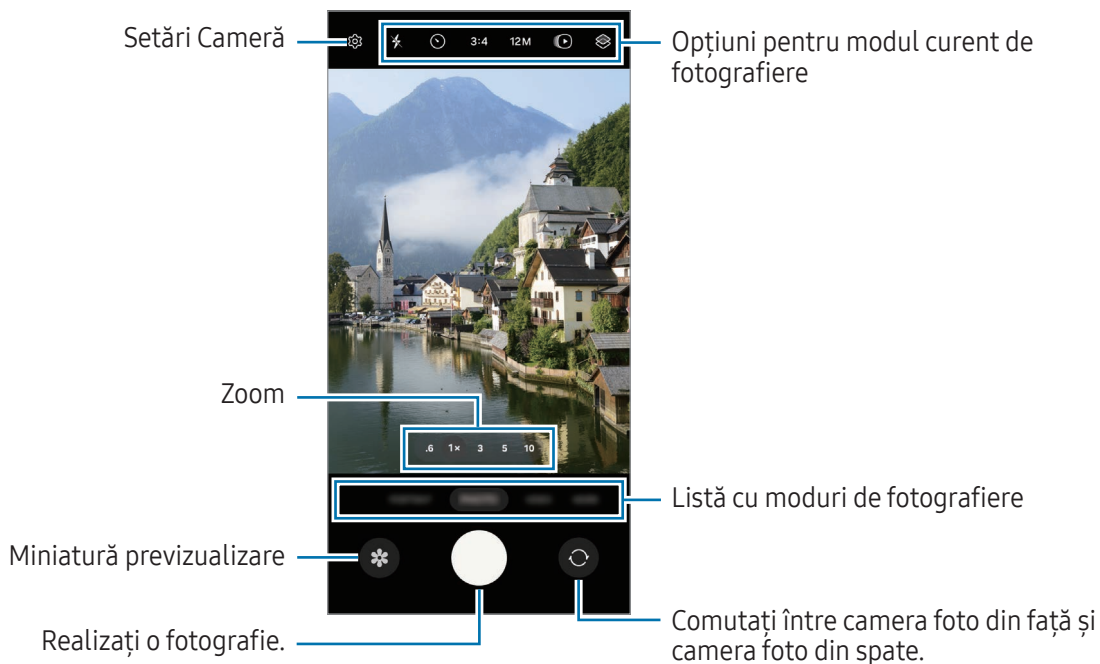 Setări Cameră
3:4 12M
Opțiuni pentru modul curent de
fotografiere
Zoom
.6 1× 3 5 10
Listă cu moduri de fotografiere
Miniatură previzualizare
Realizați o fotografie.
Comutați între camera foto din față și
camera foto din spate.